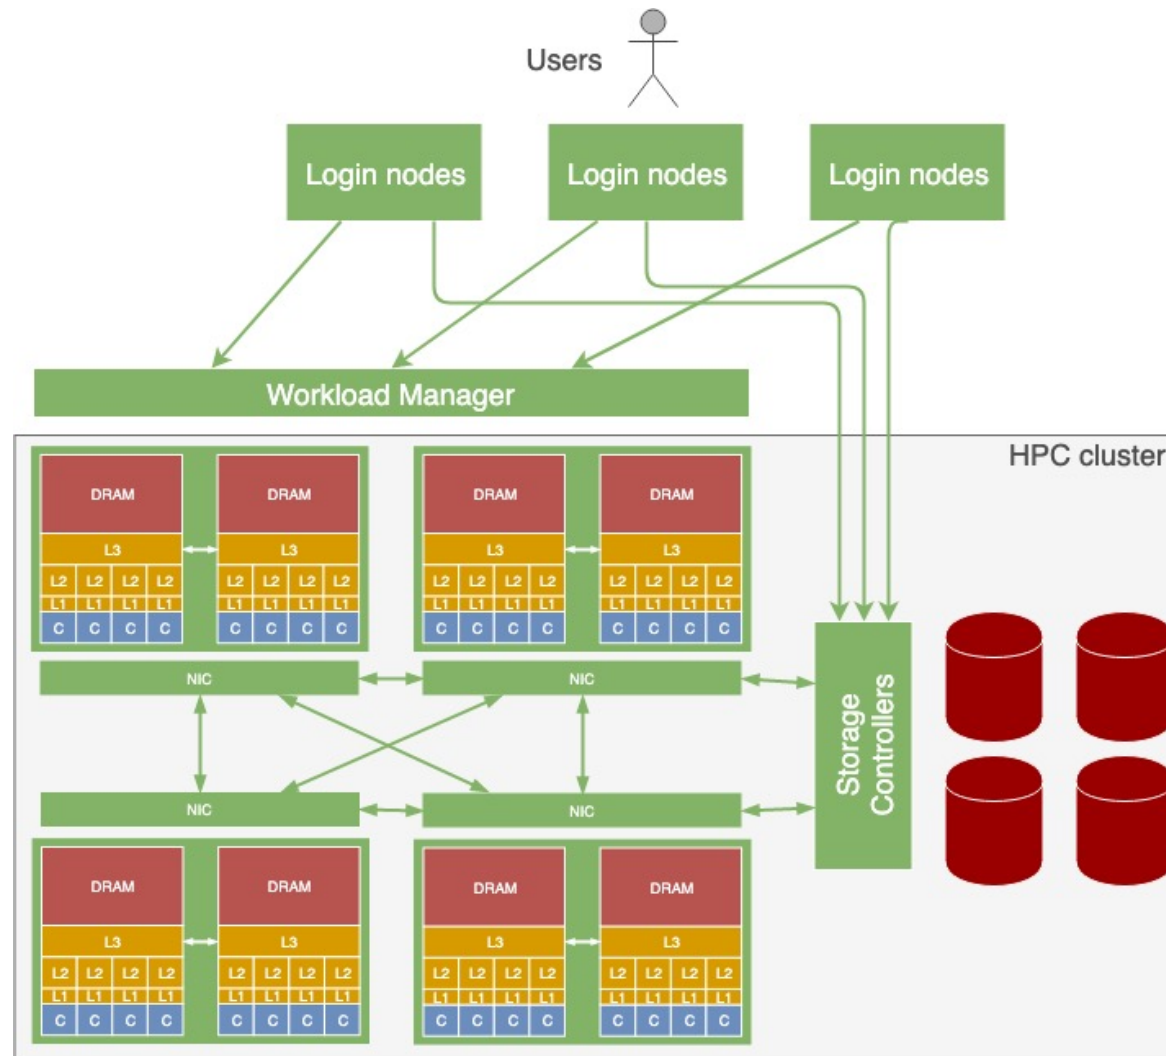 Users
Login nodes Login nodes Login nodes
Workload Manager
HPC cluster
DRAM DRAM DRAM DRAM
L3 L3 L3 L3
L2 L2 L2 L2 L2 L2 L2 L2 L2 L2 L2 L2 L2 L2 L2 L2
L1 L1 L1 L1 L1 L1 L1 L1 L1 L1 L1 L1 L1 L1 L1 L1
C C C C C C C C C C C C C C C C
NIC NIC
Storage
Controllers
NIC NIC
DRAM DRAM DRAM DRAM
L3 L3 L3 L3
L2 L2 L2 L2 L2 L2 L2 L2 L2 L2 L2 L2 L2 L2 L2 L2
L1 L1 L1 L1 L1 L1 L1 L1 L1 L1 L1 L1 L1 L1 L1 L1
C C C C C C C C C C C C C C C C